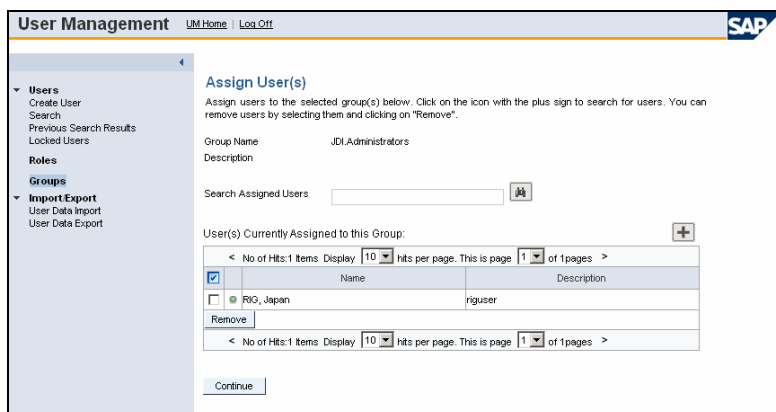 User Management UM Home | Log Off
SAP
Users
Create User
Search
Previous Search Results
Locked Users
Roles
Groups
Import/Export
User Data Import
User Data Export
Assign User(s)
Assign users to the selected group(s) below. Click on the icon with the plus sign to search for users. You can
remove users by selecting them and clicking on "Remove".
Group Name JDI.Administrators
Description
Search Assigned Users
User(s) Currently Assigned to this Group:
< No of Hits:1 Items Display 10 hits per page. This is page 1 of 1pages >
Name Description
RIG, Japan riguser
Remove
< No of Hits:1 Items Display 10 hits per page. This is page 1 of 1pages >
Continue